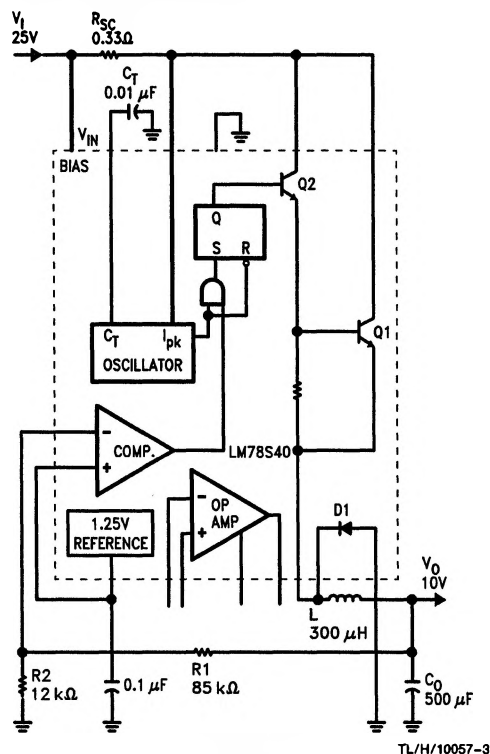 V_I
25V
R_SC
0.33Ω
C_T
0.01 μF
V_IN
BIAS
Q2
Q
S R
C_T I_pk
OSCILLATOR
Q1
− COMP.
+
LM78S40
− OP
+ AMP
1.25V
REFERENCE
D1
V_O
10V
L
300 μH
R2
12 kΩ
0.1 μF
R1
85 kΩ
C_O
500 μF
TL/H/10057-3